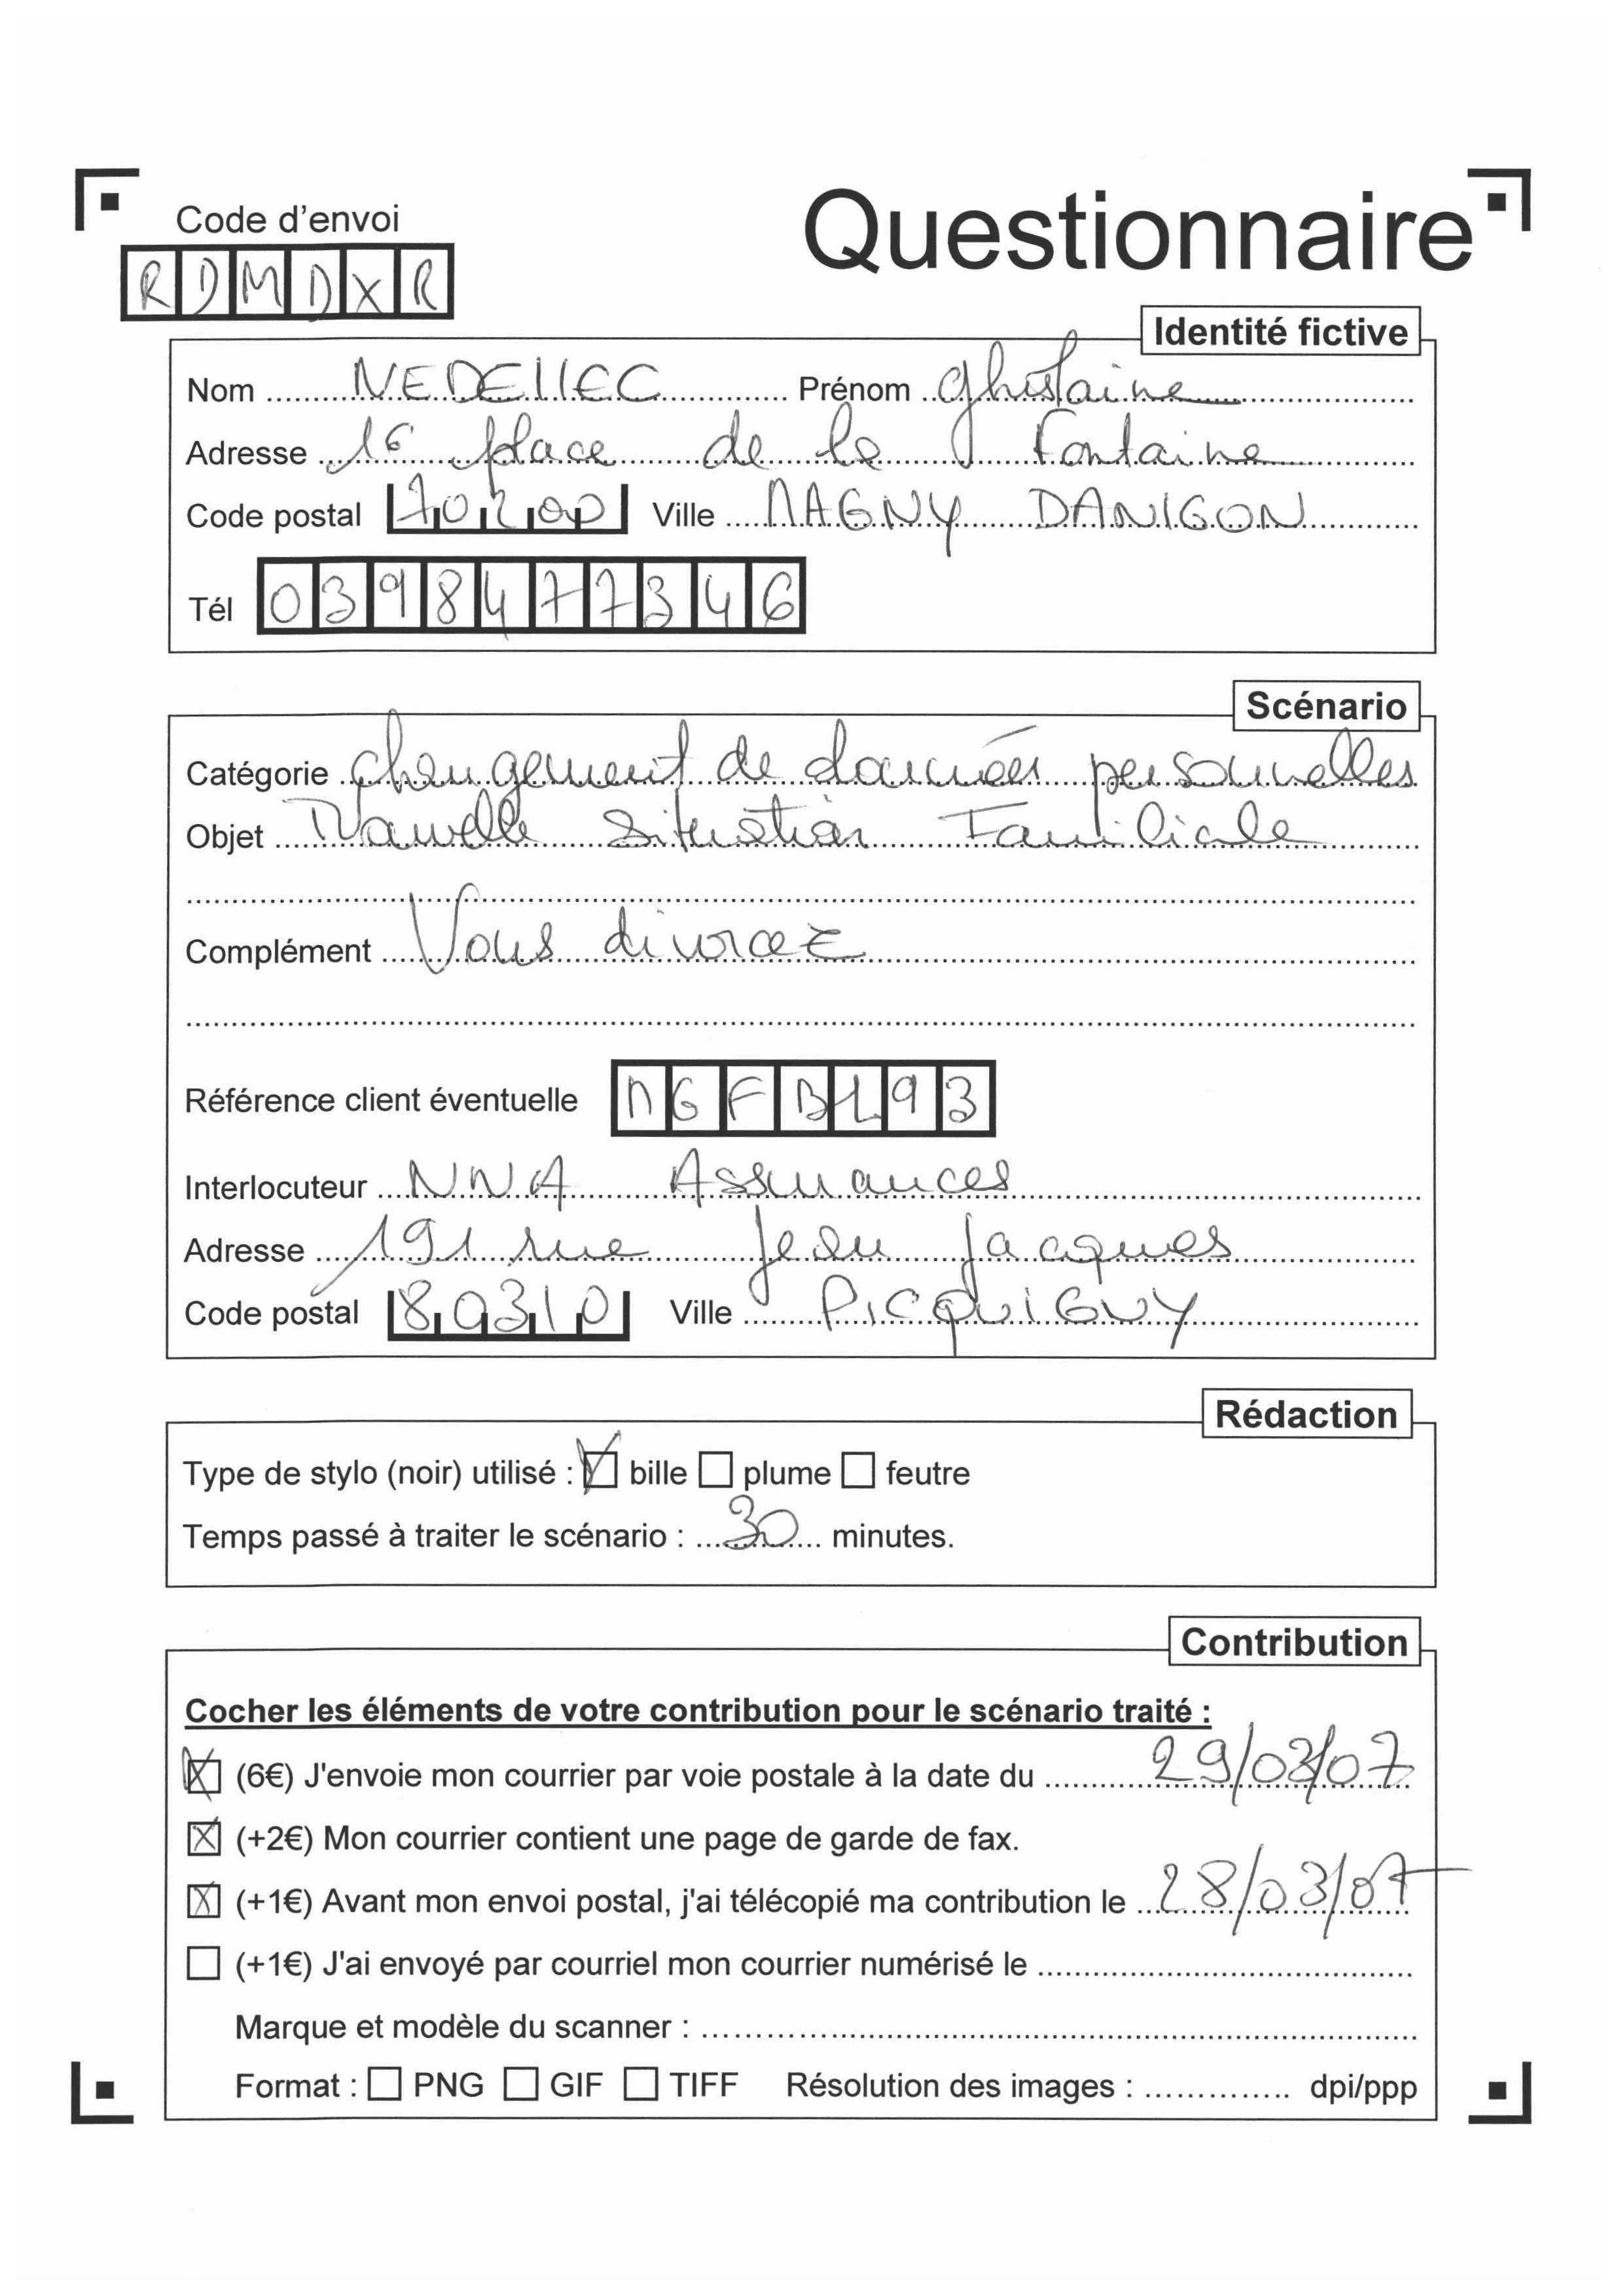 Code d'envoi
Questionnaire
RDMDXR
Identité fictive
Nom NEDELLEC Prénom Ghislaine
Adresse 16 place de la Fontaine
Code postal 70200 Ville MAGNY DANIGON
Tél 0398477346
Scénario
Catégorie changement de données personnelles
Objet Nouvelle situation Familiale
Complément Vous divorcez
Référence client éventuelle NGFBL93
Interlocuteur NNA Assurances
Adresse 191 rue Jean Jacques
Code postal 80310 Ville PICQUIGNY
Rédaction
Type de stylo (noir) utilisé : bille plume feutre
Temps passé à traiter le scénario : 30 minutes.
Contribution
Cocher les éléments de votre contribution pour le scénario traité :
(6€) J'envoie mon courrier par voie postale à la date du 29/03/07
(+2€) Mon courrier contient une page de garde de fax.
(+1€) Avant mon envoi postal, j'ai télécopié ma contribution le 28/03/07
(+1€) J'ai envoyé par courriel mon courrier numérisé le
Marque et modèle du scanner :
Format : PNG GIF TIFF Résolution des images : dpi/ppp